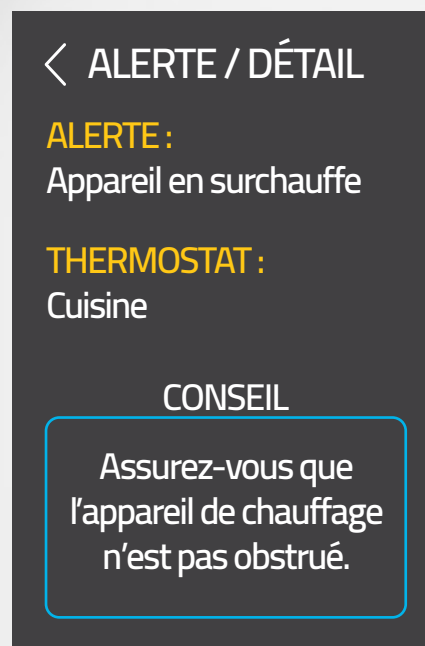 ALERTE / DÉTAIL
ALERTE :
Appareil en surchauffe
THERMOSTAT :
Cuisine
CONSEIL
Assurez-vous que
l'appareil de chauffage
n'est pas obstrué.